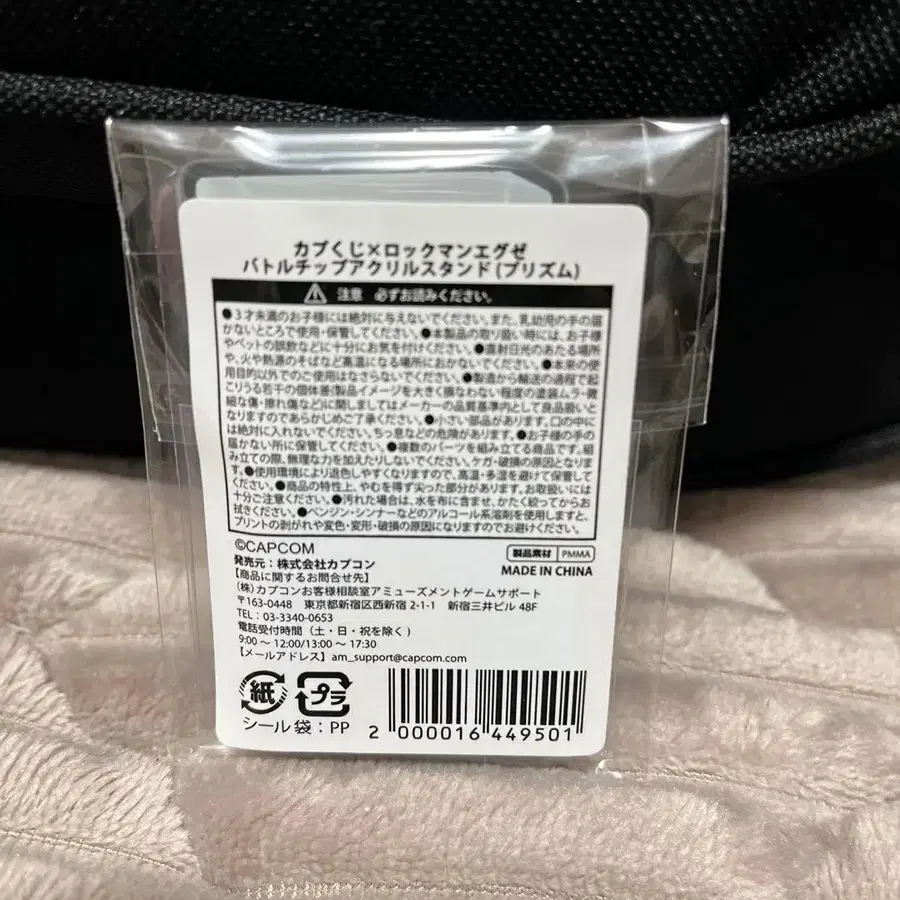 カプくじ×ロックマンエグゼ
バトルチップアクリルスタンド(プリズム)
注意 必ずお読みください。
●3才未満のお子様には絶対に与えないでください。また、乳幼児の手の届
かないところで使用・保管してください。●本製品の取り扱い時には、お子様
やペットの誤飲などに十分にお気を付けください。●直射日光のあたる場所
や、火や熱源のそばなど高温になる場所におかないでください。●本来の使
用目的以外でのご使用はなさらないでください。●製造から輸送の過程で起
こりうる若干の個体差(製品イメージを大きく損なわない程度の塗装ムラ・微
細な傷・擦れ傷など)に関しましてはメーカーの品質基準内として良品扱いと
なりますのであらかじめご了承ください。●小さい部品があります。口の中に
は絶対に入れないでください。ちっ息などの危険があります。●お子様の手の
届かない所に保管してください。●複数のパーツを組み立てる商品です。組
み立ての際、無理な力を加えたりしないでください。ケガ・破損の原因となりま
す。●使用環境により退色しやすくなりますので、高温・多湿を避けて保管して
ください。●商品の特性上、やむを得ず尖った部分があります。お取扱いには
十分ご注意ください。●汚れた場合は、水を布に含ませ、かたく絞ってからお
拭きください。●ベンジン・シンナーなどのアルコール系溶剤を使用しますと、
プリントの剥がれや変色・変形・破損の原因になりますのでお避けください。
©CAPCOM
製品素材 PMMA
発売元：株式会社カプコン
MADE IN CHINA
【商品に関するお問合せ先】
(株)カプコンお客様相談室アミューズメントゲームサポート
〒163-0448 東京都新宿区西新宿 2-1-1 新宿三井ビル 48F
TEL：03-3340-0653
電話受付時間（土・日・祝を除く）
9:00 ～ 12:00/13:00 ～ 17:30
【メールアドレス】am_support@capcom.com
紙 プラ
シール 袋：PP
2 000016 449501